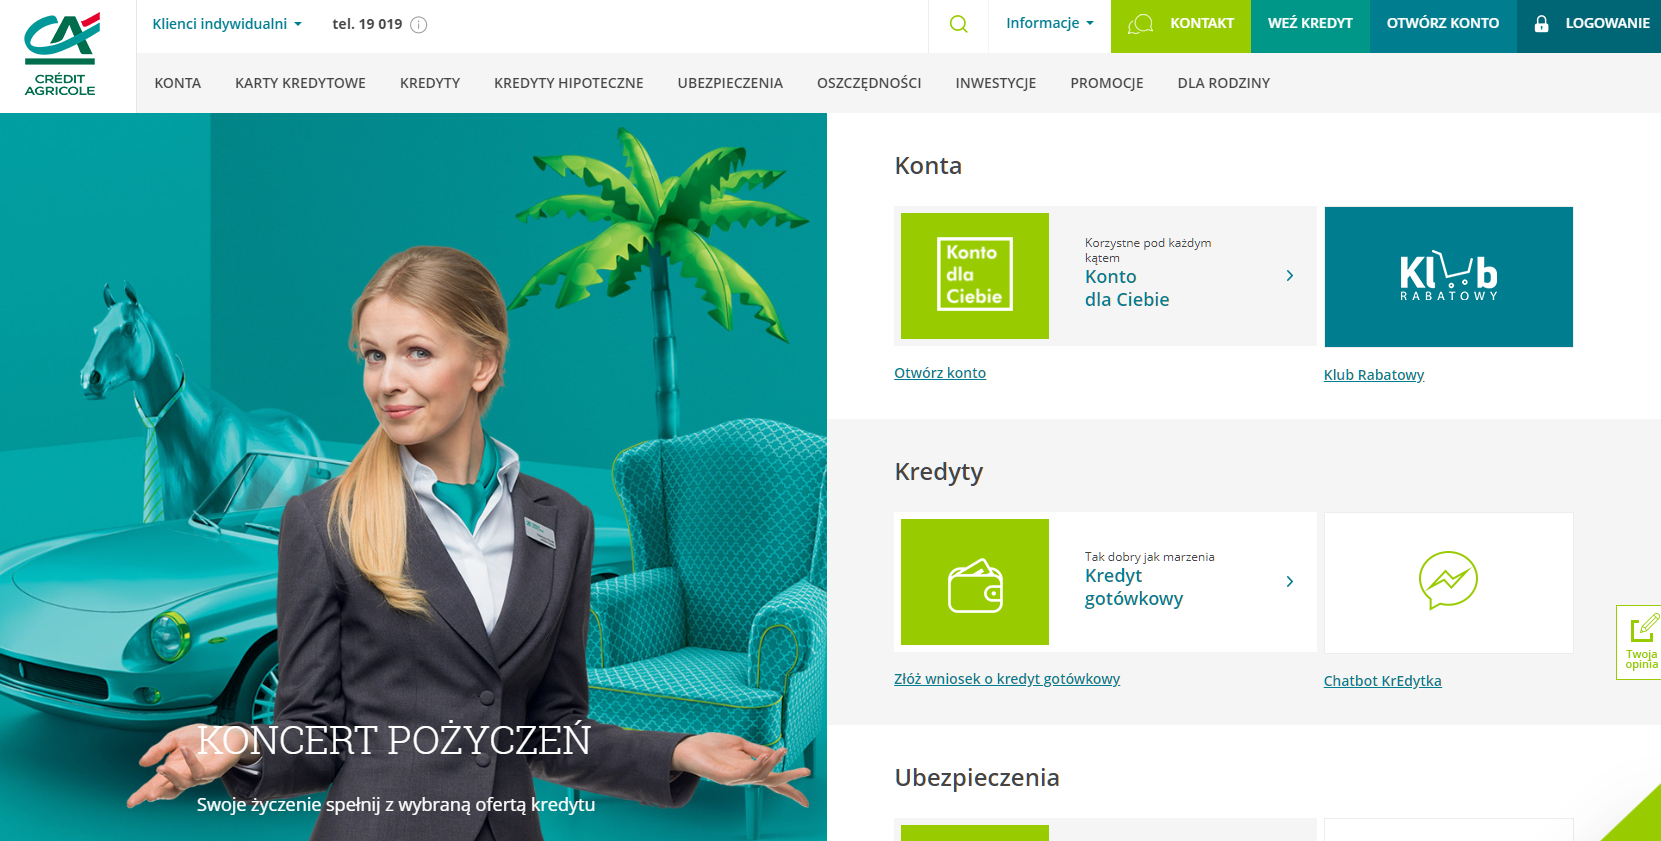 CRÉDIT
AGRICOLE
Klienci indywidualni
tel. 19 019
Informacje
KONTAKT
WEŹ KREDYT
OTWÓRZ KONTO
LOGOWANIE
KONTA
KARTY KREDYTOWE
KREDYTY
KREDYTY HIPOTECZNE
UBEZPIECZENIA
OSZCZĘDNOŚCI
INWESTYCJE
PROMOCJE
DLA RODZINY
KONCERT POŻYCZEŃ
Swoje życzenie spełnij z wybraną ofertą kredytu
Konta
Konto
dla
Ciebie
Korzystne pod każdym
kątem
Konto
dla Ciebie
Klub
RABATOWY
Otwórz konto
Klub Rabatowy
Kredyty
Tak dobry jak marzenia
Kredyt
gotówkowy
Złóż wniosek o kredyt gotówkowy
Chatbot KrEdytka
Twoja
opinia
Ubezpieczenia